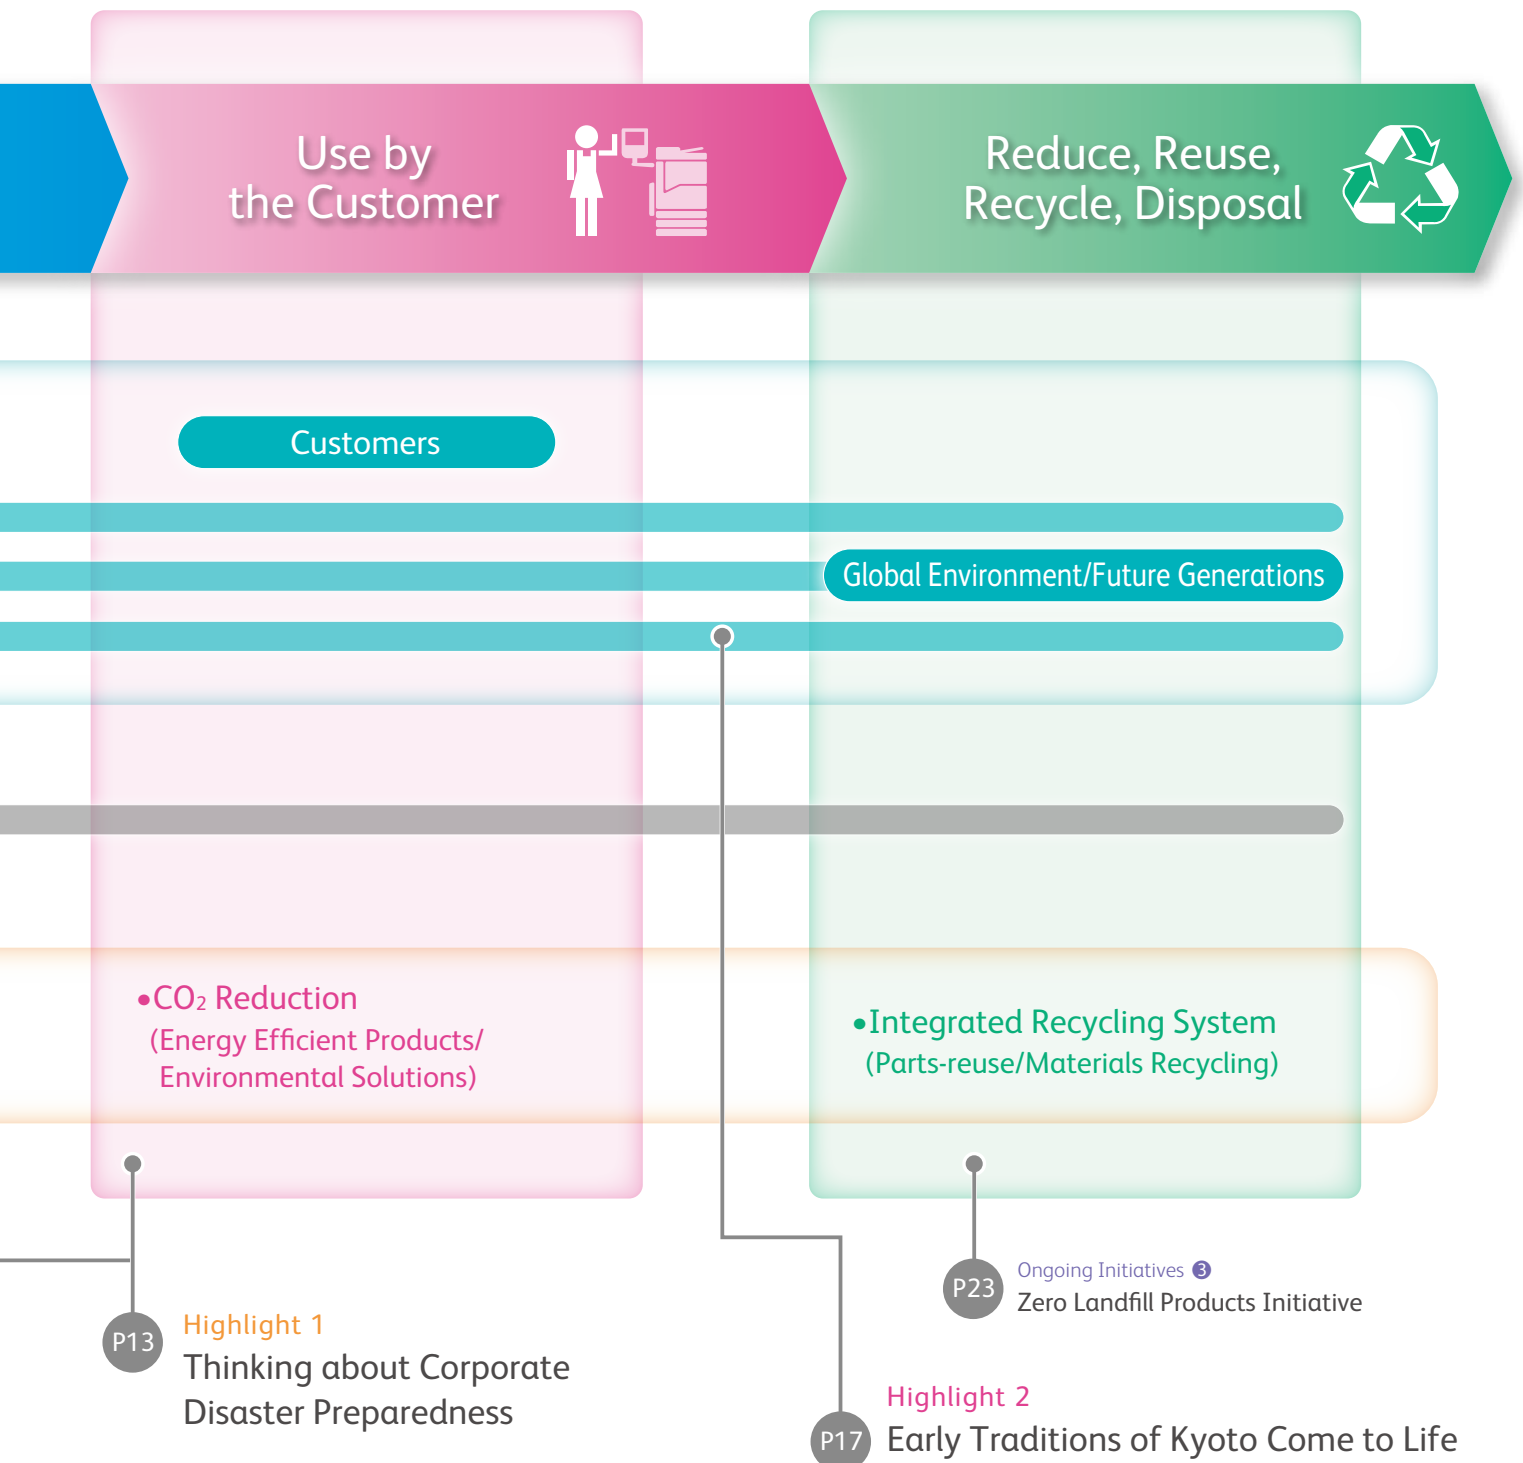 Use by
the Customer
Reduce, Reuse,
Recycle, Disposal
Customers
Global Environment/Future Generations
•CO₂ Reduction
(Energy Efficient Products/
Environmental Solutions)
•Integrated Recycling System
(Parts-reuse/Materials Recycling)
P13
Highlight 1
Thinking about Corporate
Disaster Preparedness
P23
Ongoing Initiatives ❸
Zero Landfill Products Initiative
Highlight 2
P17
Early Traditions of Kyoto Come to Life